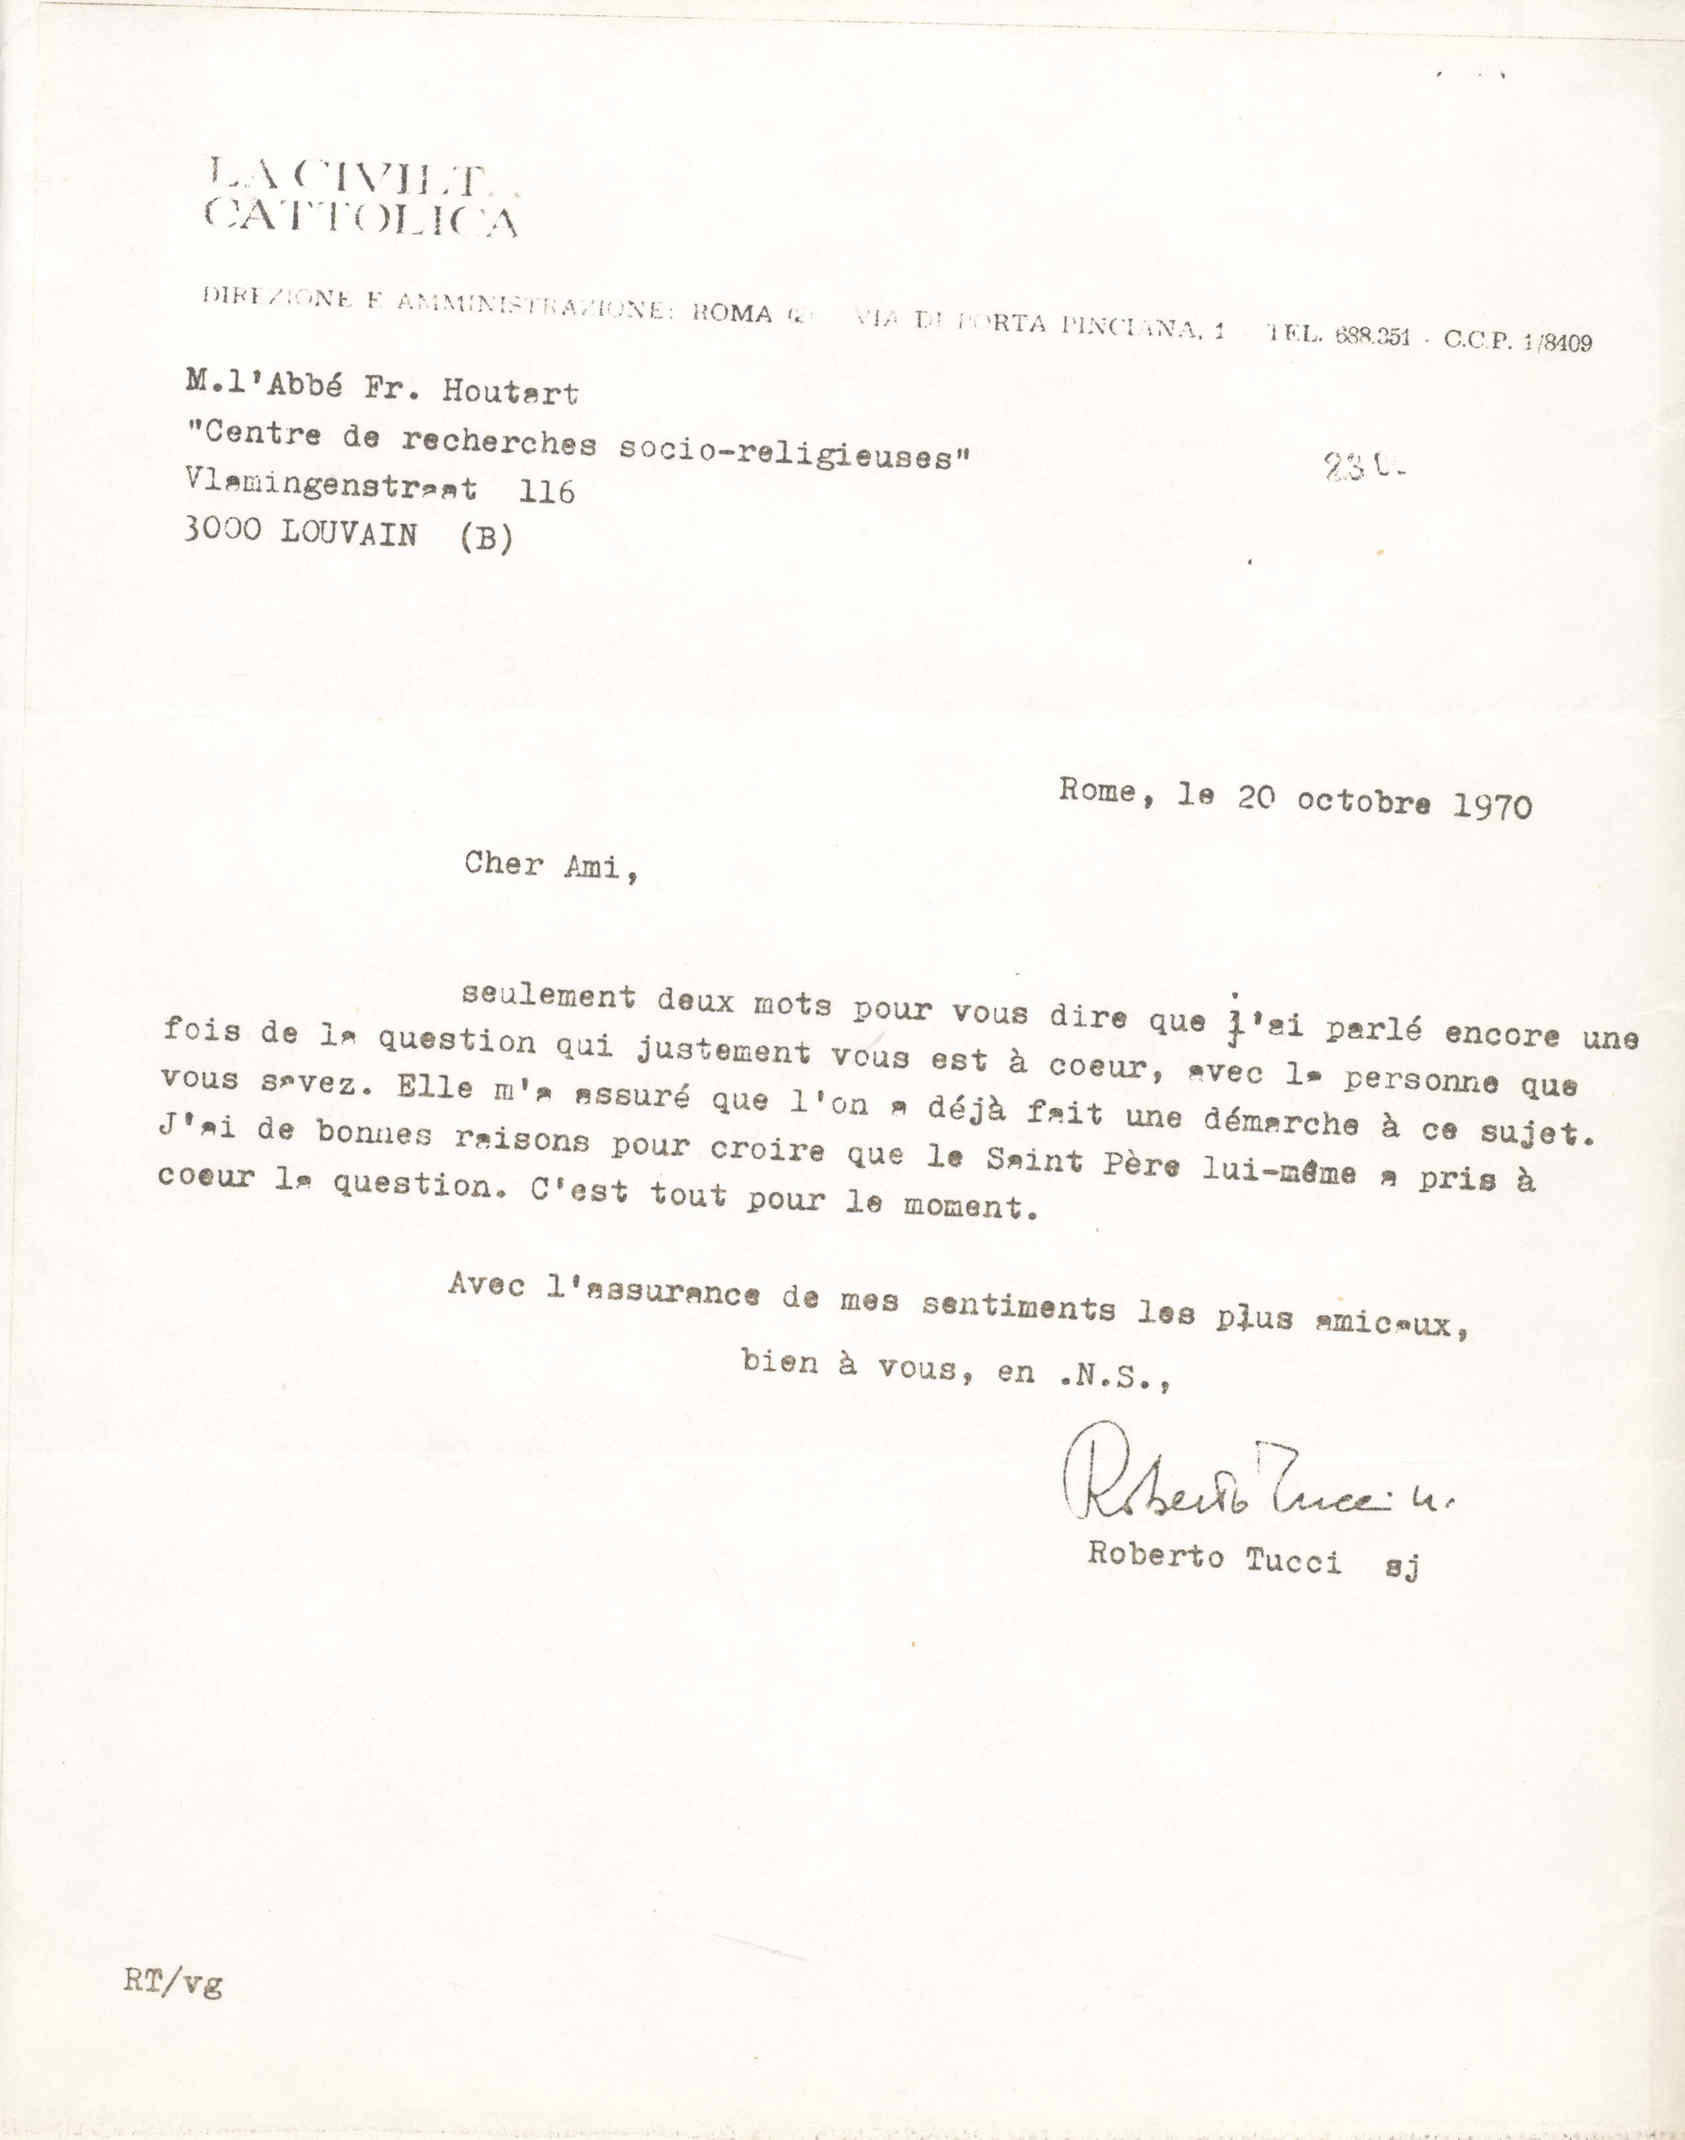 LA CIVILT
CATTOLICA
DIREZIONE E AMMINISTRAZIONE: ROMA VIA DI PORTA PINCIANA, 1 TEL. 688.351 - C.C.P. 1/8409
M.l'Abbé Fr. Houtart
"Centre de recherches socio-religieuses"
Vlamingenstraat 116
3000 LOUVAIN (B)
Rome, le 20 octobre 1970
Cher Ami,
seulement deux mots pour vous dire que j'ai parlé encore une
fois de la question qui justement vous est à coeur, avec la personne que
vous savez. Elle m'a assuré que l'on a déjà fait une démarche à ce sujet.
J'ai de bonnes raisons pour croire que le Saint Père lui-même a pris à
coeur la question. C'est tout pour le moment.
Avec l'assurance de mes sentiments les plus amicaux,
bien à vous, en .N.S.,
Roberto Tucci
Roberto Tucci sj
RT/vg